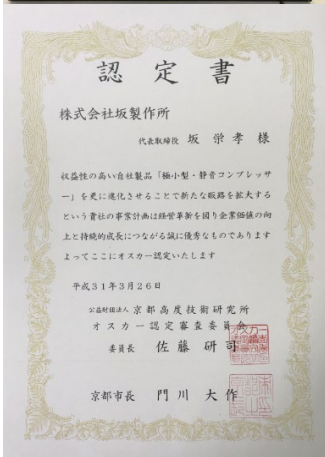 認定書
株式会社坂製作所
代表取締役 坂 栄孝 様
収益性の高い自社製品「極小型・静音コンプレッサ
ー」を更に進化させることで新たな販路を拡大する
という貴社の事業計画は経営革新を図り企業価値の向
上と持続的成長につながる誠に優秀なものであります
よってここにオスカー認定いたします
平成31年3月26日
公益財団法人 京都高度技術研究所
オスカー認定審査委員会
委員長 佐藤 研司
京都市長 門川 大作